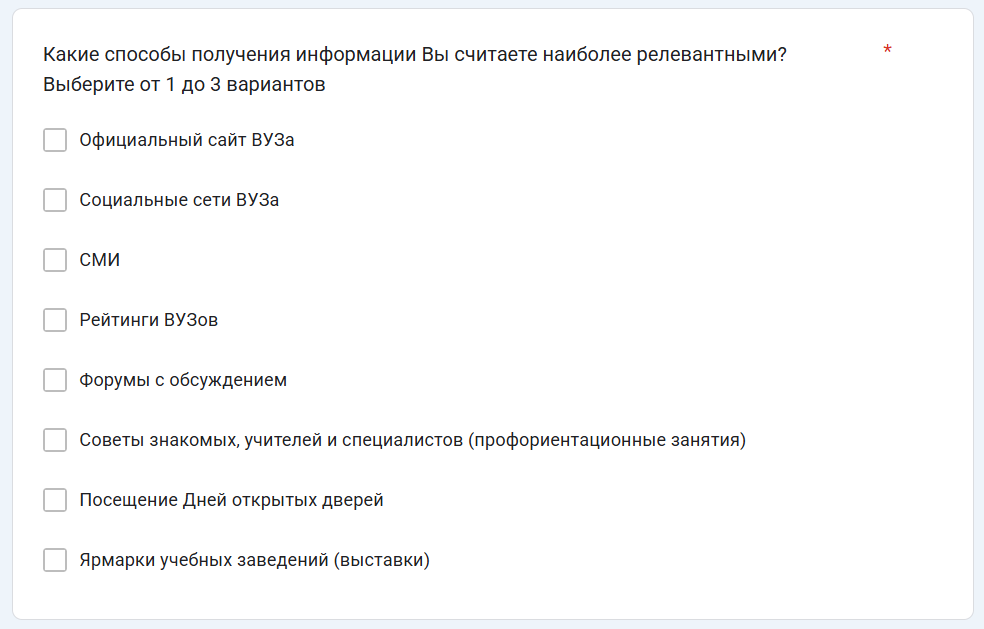 Какие способы получения информации Вы считаете наиболее релевантными? *
Выберите от 1 до 3 вариантов
Официальный сайт ВУЗа
Социальные сети ВУЗа
СМИ
Рейтинги ВУЗов
Форумы с обсуждением
Советы знакомых, учителей и специалистов (профориентационные занятия)
Посещение Дней открытых дверей
Ярмарки учебных заведений (выставки)